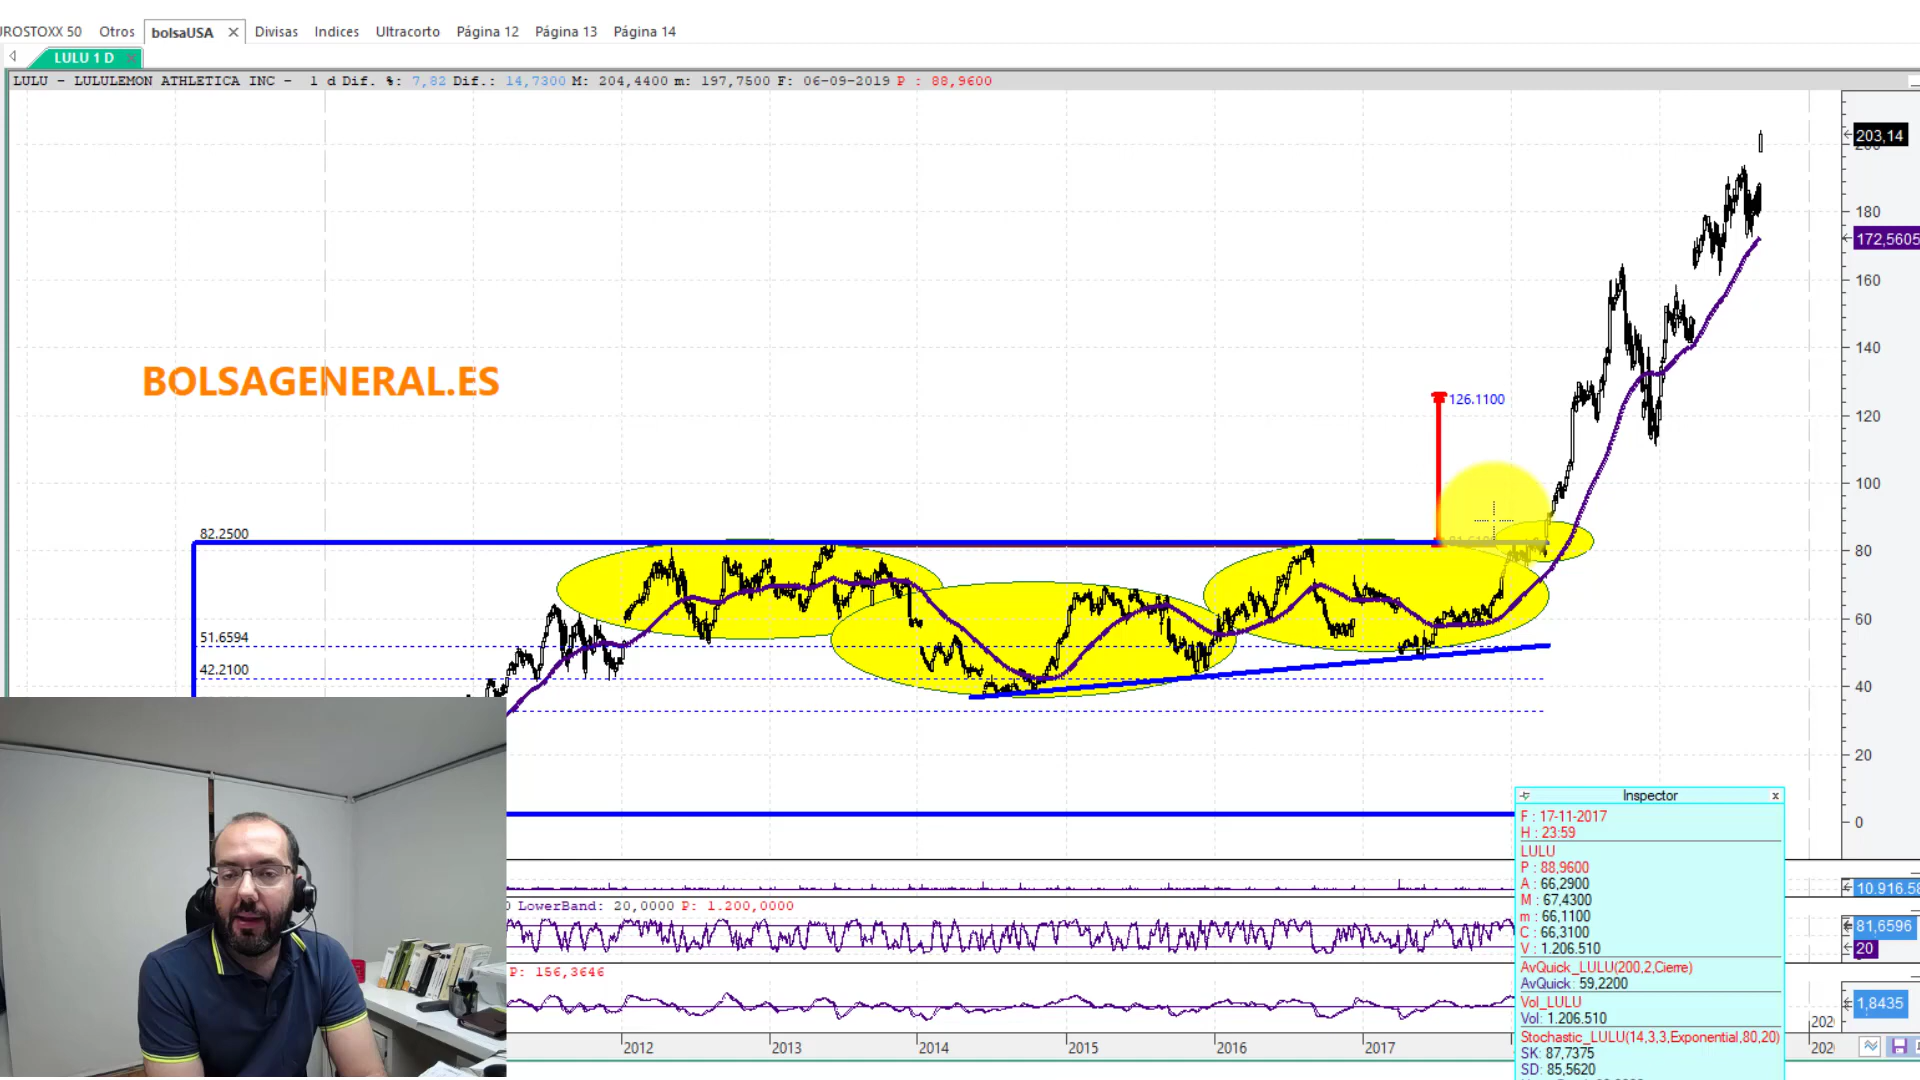 UROSTOXX 50 Otros bolsaUSA Divisas Indices Ultracorto Página 12 Página 13 Página 14
LULU 1 D
LULU - LULULEMON ATHLETICA INC - 1 d Dif. %: 7,82 Dif.: 14,7300 M: 204,4400 m: 197,7500 F: 06-09-2019 P : 88,9600
203,14
180
172,5605
160
140
120
100
80
60
40
20
0
BOLSAGENERAL.ES
126.1100
82.2500
51.6594
42.2100
Inspector
F : 17-11-2017
H : 23:59
LULU
P : 88,9600
A : 66,2900
M : 67,4300
m : 66,1100
C : 66,3100
V : 1.206.510
AvQuick_LULU(200,2,Cierre)
AvQuick: 59,2200
Vol_LULU
Vol: 1.206.510
Stochastic_LULU(14,3,3,Exponential,80,20)
SK: 87,7375
SD: 85,5620
10.916.58
0 LowerBand: 20,0000 P: 1.200,0000
81,6596
20
P: 156,3646
1,8435
2012 2013 2014 2015 2016 2017
202
202